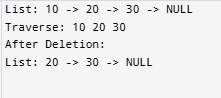 List: 10 -> 20 -> 30 -> NULL
Traverse: 10 20 30
After Deletion:
List: 20 -> 30 -> NULL